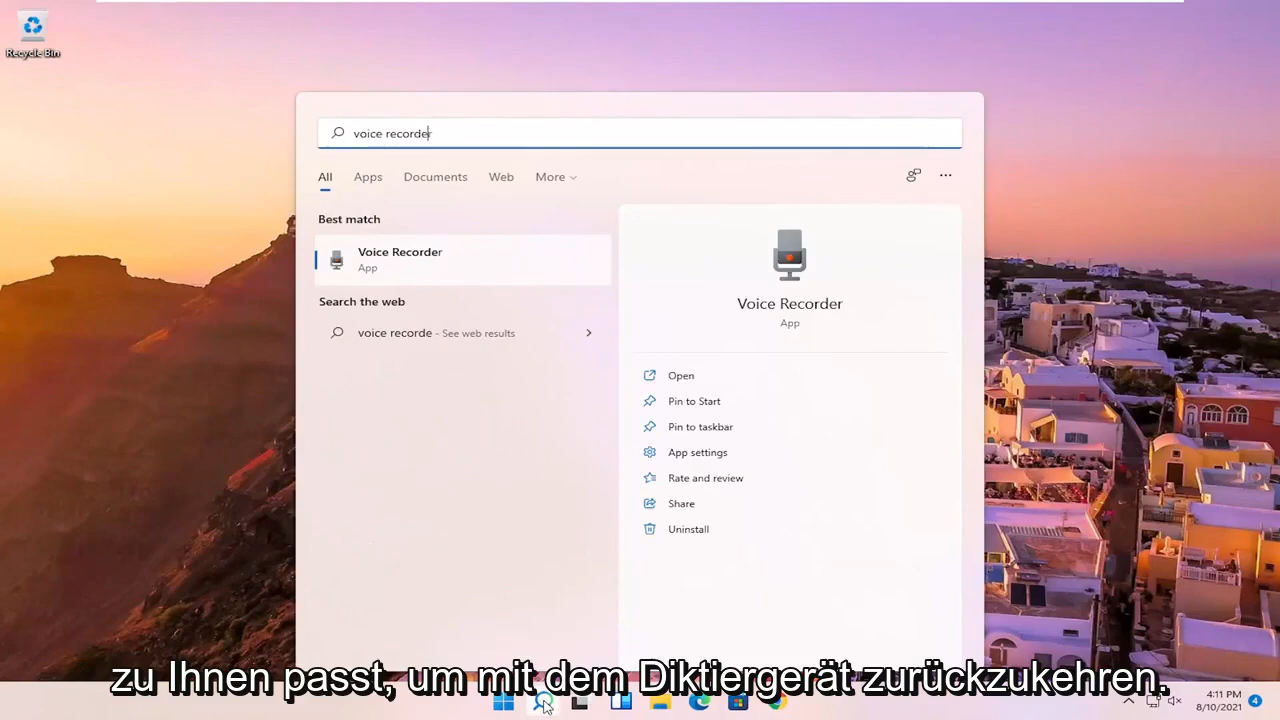 Recycle Bin
voice recorder
All Apps Documents Web More
Best match
Voice Recorder
App
Search the web
voice recorde - See web results
Voice Recorder
App
Open
Pin to Start
Pin to taskbar
App settings
Rate and review
Share
Uninstall
zu Ihnen passt, um mit dem Diktiergerät zurückzukehren.
4:11 PM
8/10/2021
4